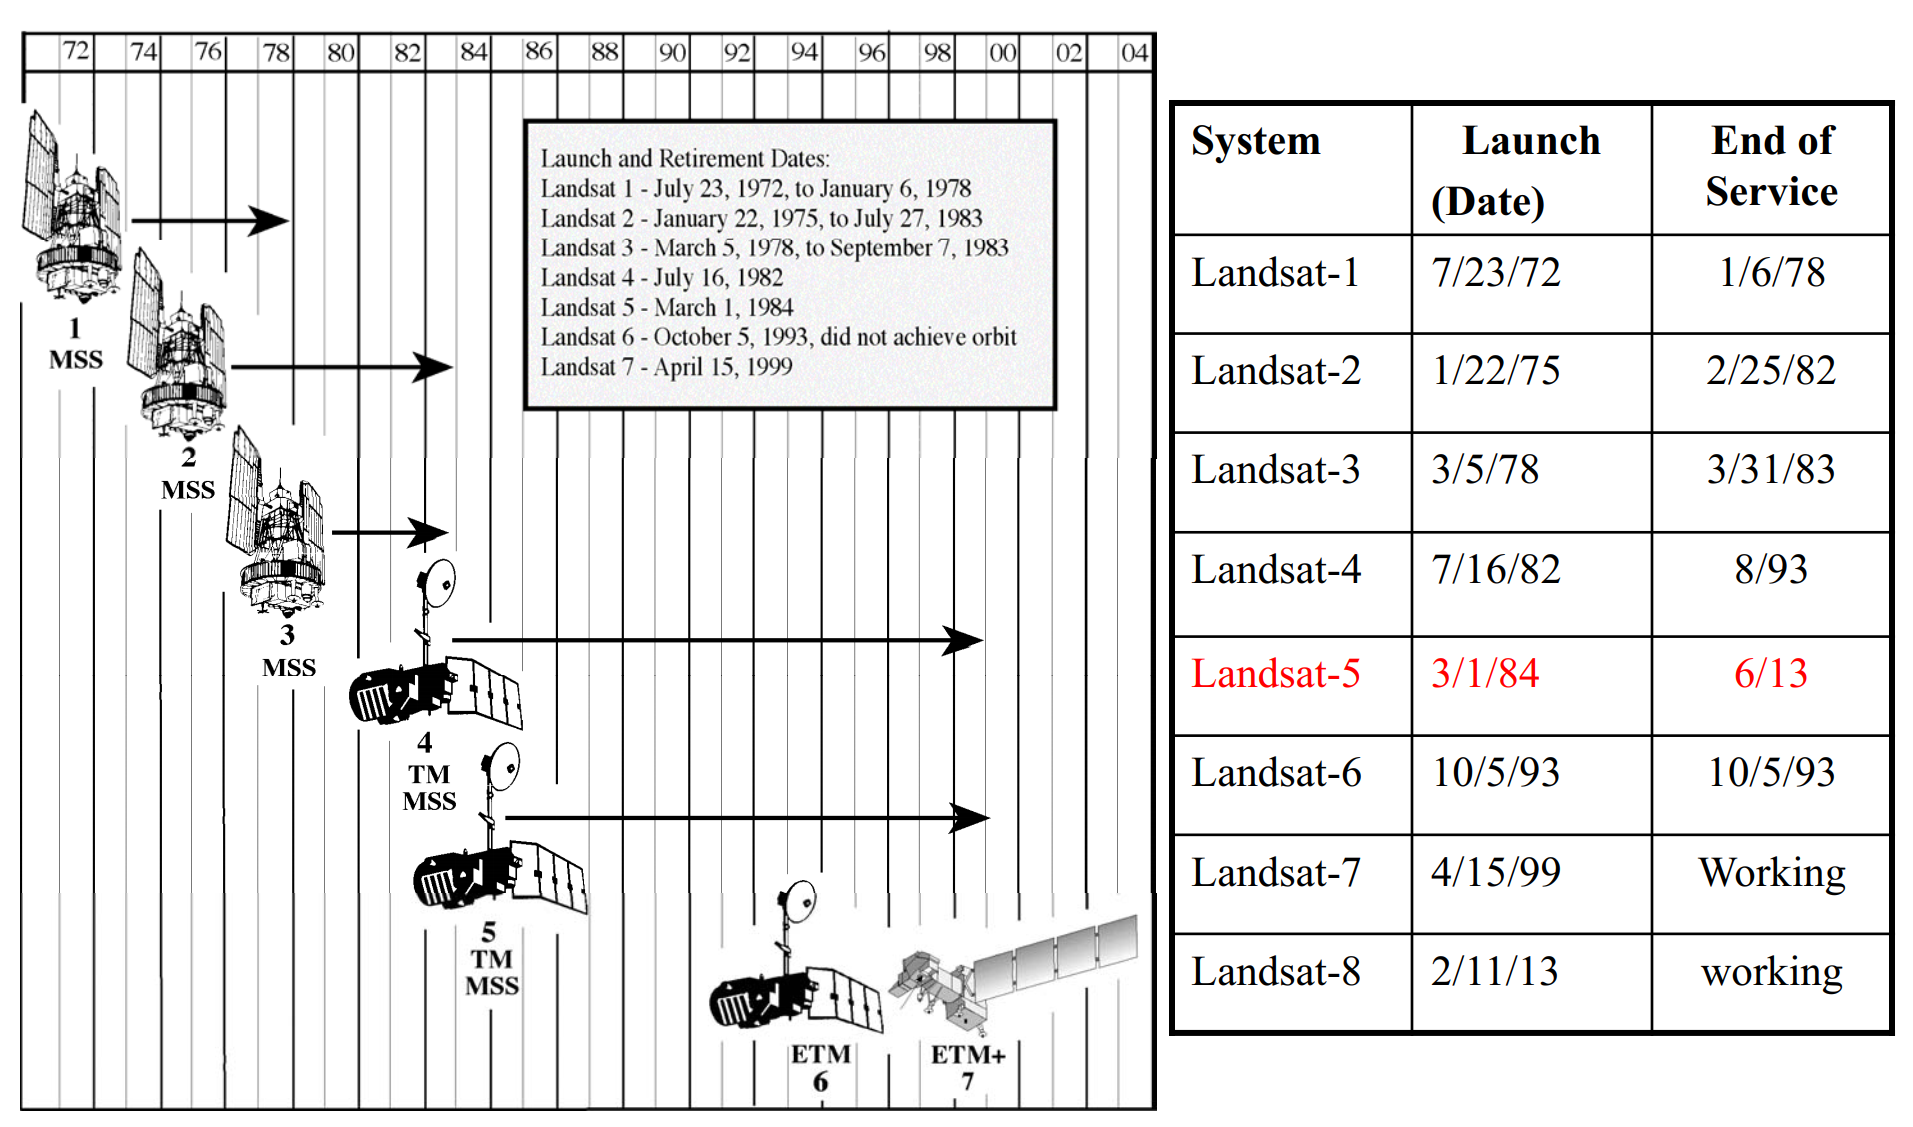 72 74 76 78 80 82 84 86 88 90 92 94 96 98 00 02 04
Launch and Retirement Dates:
Landsat 1 - July 23, 1972, to January 6, 1978
Landsat 2 - January 22, 1975, to July 27, 1983
Landsat 3 - March 5, 1978, to September 7, 1983
Landsat 4 - July 16, 1982
Landsat 5 - March 1, 1984
Landsat 6 - October 5, 1993, did not achieve orbit
Landsat 7 - April 15, 1999
1
MSS
2
MSS
3
MSS
4
TM
MSS
5
TM
MSS
ETM
6
ETM+
7
System Launch (Date) End of Service
Landsat-1 7/23/72 1/6/78
Landsat-2 1/22/75 2/25/82
Landsat-3 3/5/78 3/31/83
Landsat-4 7/16/82 8/93
Landsat-5 3/1/84 6/13
Landsat-6 10/5/93 10/5/93
Landsat-7 4/15/99 Working
Landsat-8 2/11/13 working